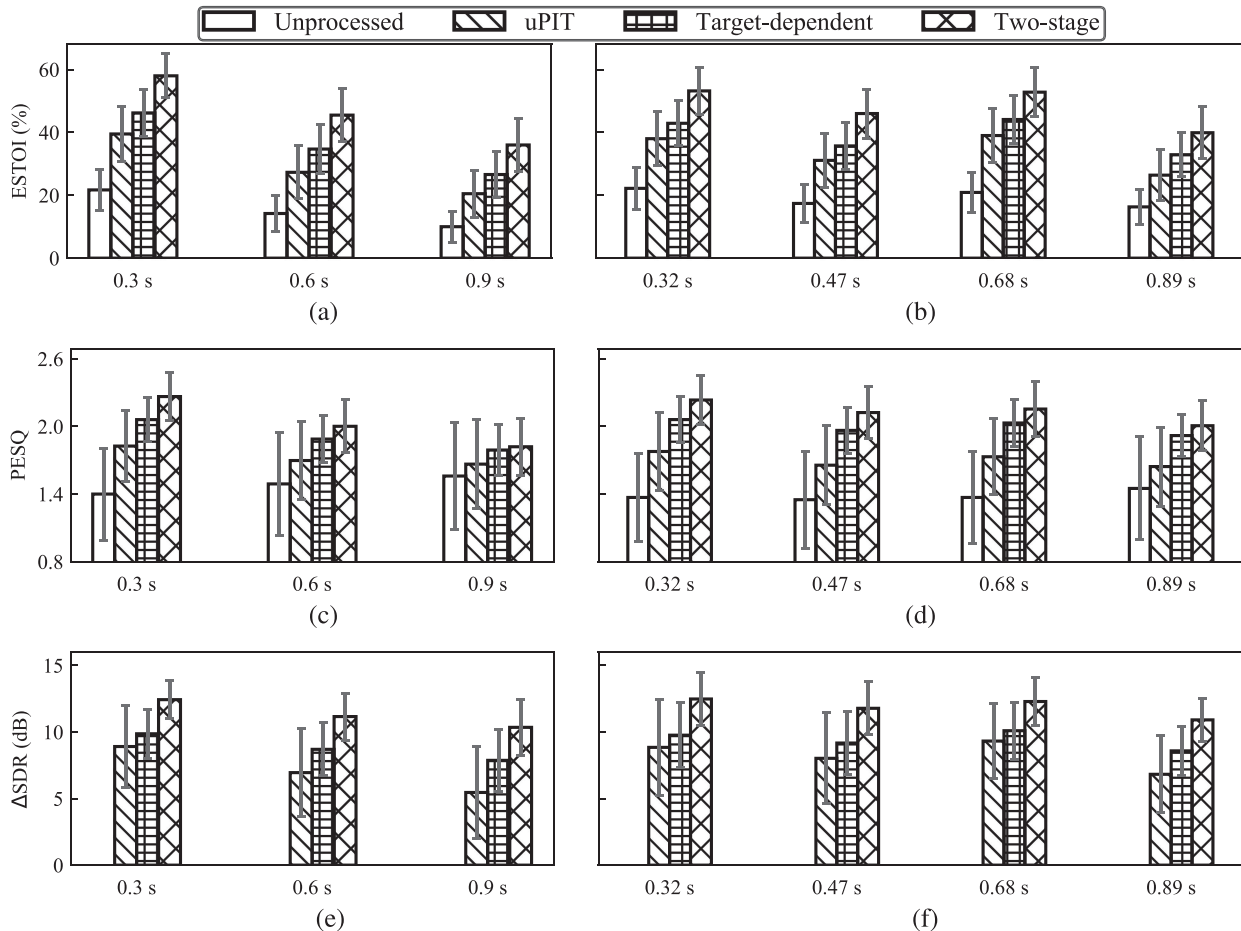 Unprocessed uPIT Target-dependent Two-stage
ESTOI (%)
60
40
20
0
0.3 s 0.6 s 0.9 s
(a)
0.32 s 0.47 s 0.68 s 0.89 s
(b)
PESQ
2.6
2.0
1.4
0.8
0.3 s 0.6 s 0.9 s
(c)
0.32 s 0.47 s 0.68 s 0.89 s
(d)
ΔSDR (dB)
15
10
5
0
0.3 s 0.6 s 0.9 s
(e)
0.32 s 0.47 s 0.68 s 0.89 s
(f)